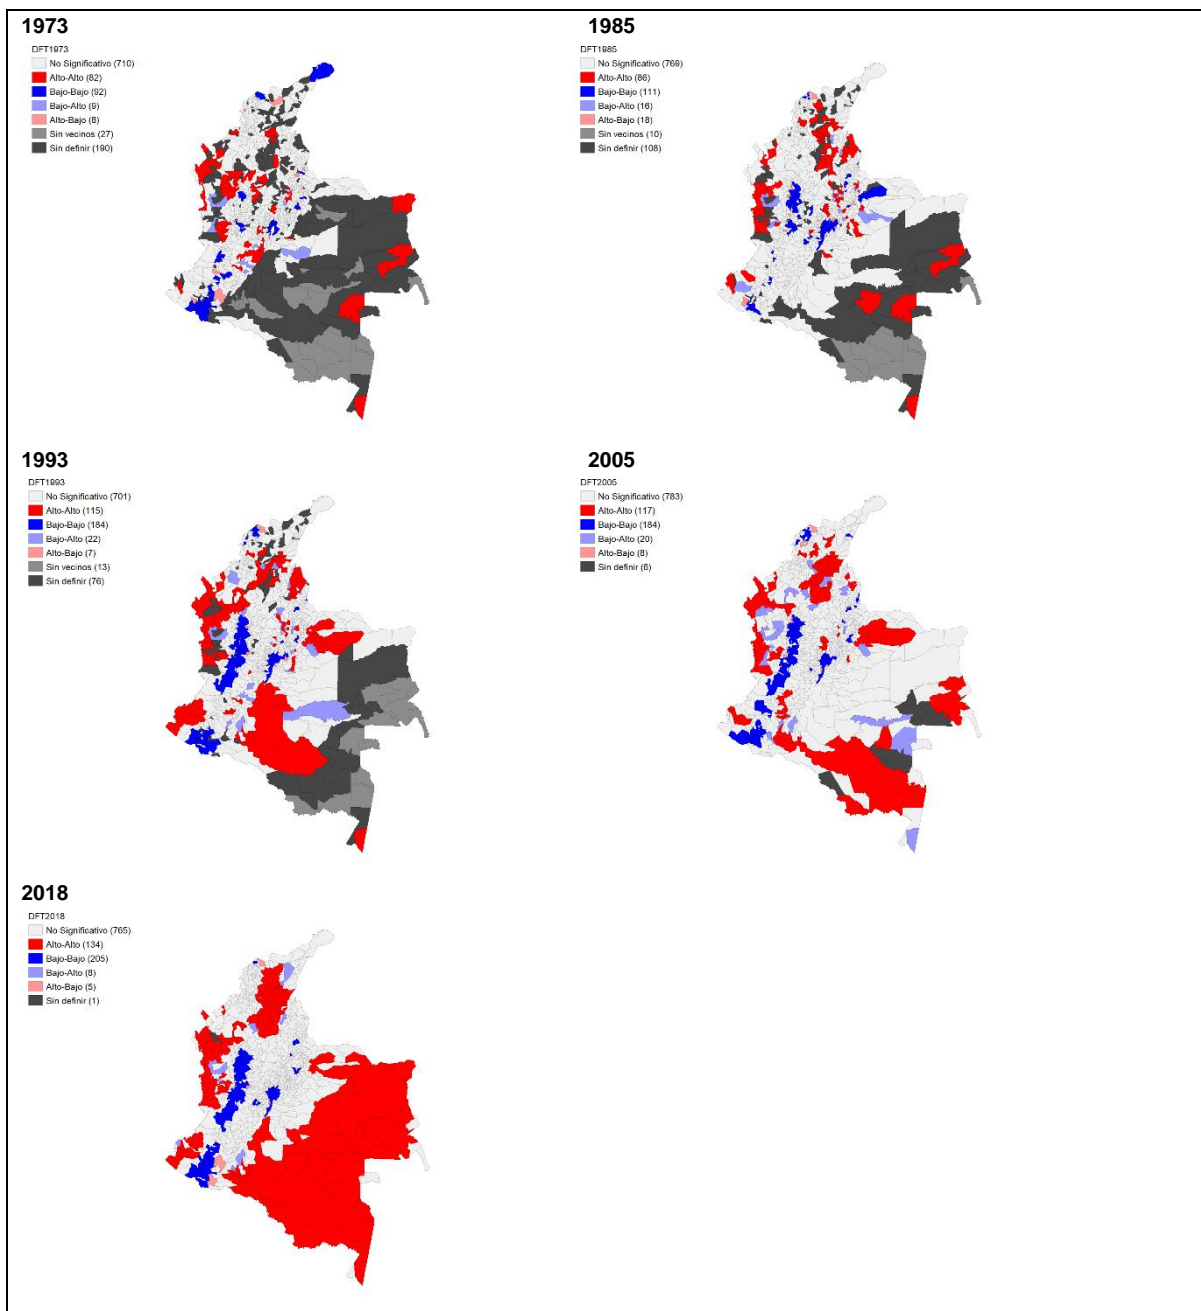 1973
DFT1973
No Significativo (710)
Alto-Alto (82)
Bajo-Bajo (92)
Bajo-Alto (9)
Alto-Bajo (8)
Sin vecinos (27)
Sin definir (190)
1985
DFT1985
No Significativo (769)
Alto-Alto (86)
Bajo-Bajo (111)
Bajo-Alto (16)
Alto-Bajo (18)
Sin vecinos (10)
Sin definir (108)
1993
DFT1993
No Significativo (701)
Alto-Alto (115)
Bajo-Bajo (184)
Bajo-Alto (22)
Alto-Bajo (7)
Sin vecinos (13)
Sin definir (76)
2005
DFT2005
No Significativo (783)
Alto-Alto (117)
Bajo-Bajo (184)
Bajo-Alto (20)
Alto-Bajo (8)
Sin definir (6)
2018
DFT2018
No Significativo (765)
Alto-Alto (134)
Bajo-Bajo (205)
Bajo-Alto (8)
Alto-Bajo (5)
Sin definir (1)